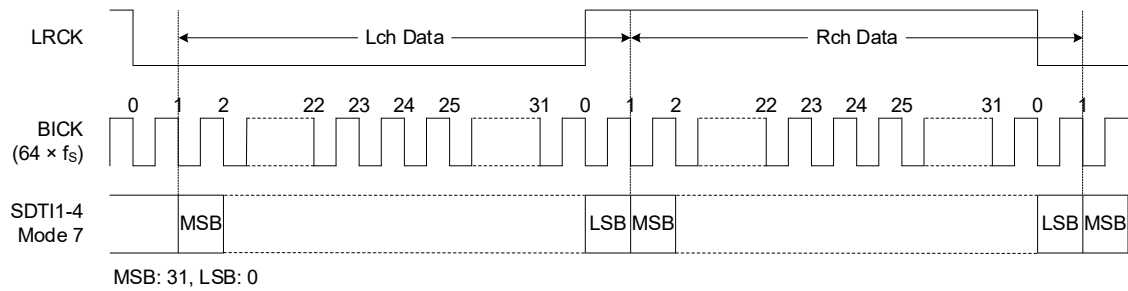 LRCK
Lch Data
Rch Data
0 1 2 22 23 24 25 31 0 1 2 22 23 24 25 31 0 1
BICK
(64 × fS)
SDTI1-4
Mode 7
MSB LSB MSB LSB MSB
MSB: 31, LSB: 0